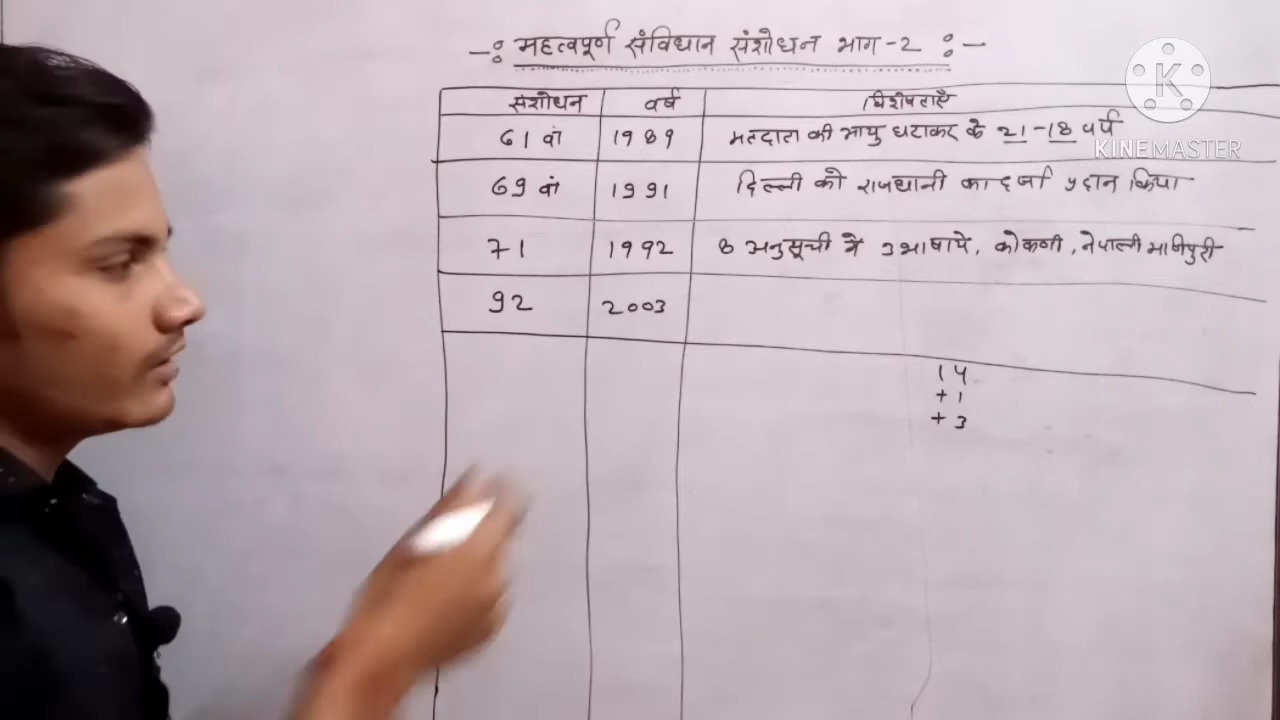 -: महत्वपूर्ण संविधान संशोधन भाग -2 :-
संशोधन वर्ष विशेषताएँ
61 वां 1989 मतदाता की आयु घटाकर के 21-18 वर्ष
69 वां 1991 दिल्ली को राजधानी का दर्जा प्रदान किया
71 1992 8 अनुसूची में 3 भाषाये, कोकणी, नेपाली मणिपुरी
92 2003
14
+ 1
+ 3
K
KINEMASTER